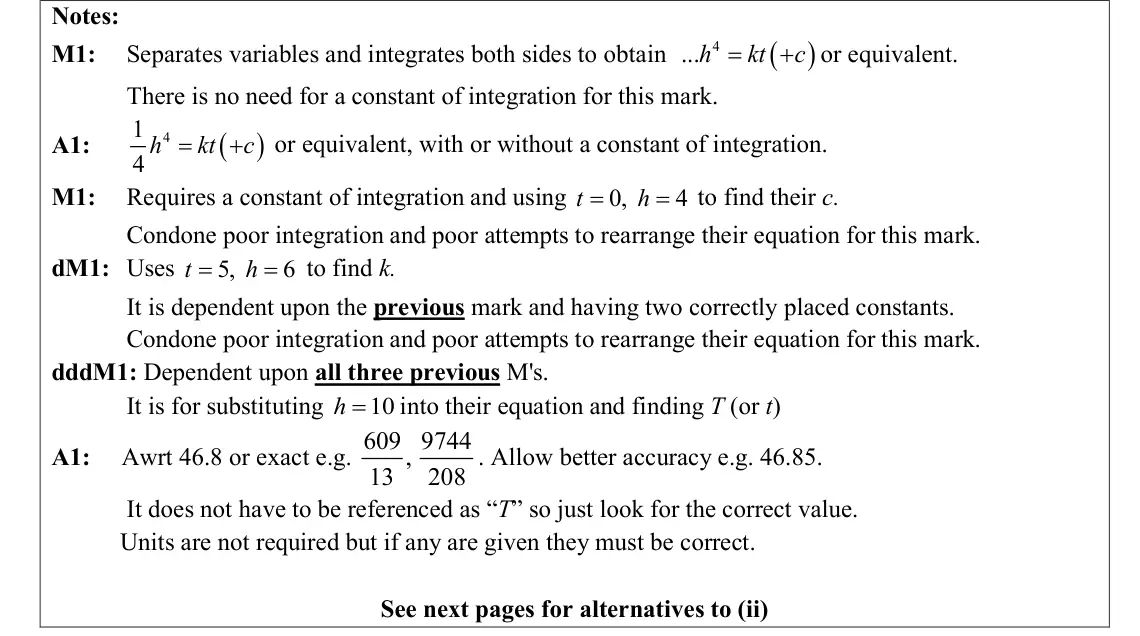 Notes:
M1: Separates variables and integrates both sides to obtain ...h⁴ = kt (+c) or equivalent.
There is no need for a constant of integration for this mark.
A1: 1/4 h⁴ = kt (+c) or equivalent, with or without a constant of integration.
M1: Requires a constant of integration and using t = 0, h = 4 to find their c.
Condone poor integration and poor attempts to rearrange their equation for this mark.
dM1: Uses t = 5, h = 6 to find k.
It is dependent upon the previous mark and having two correctly placed constants.
Condone poor integration and poor attempts to rearrange their equation for this mark.
dddM1: Dependent upon all three previous M's.
It is for substituting h = 10 into their equation and finding T (or t)
A1: Awrt 46.8 or exact e.g. 609/13, 9744/208. Allow better accuracy e.g. 46.85.
It does not have to be referenced as “T” so just look for the correct value.
Units are not required but if any are given they must be correct.
See next pages for alternatives to (ii)